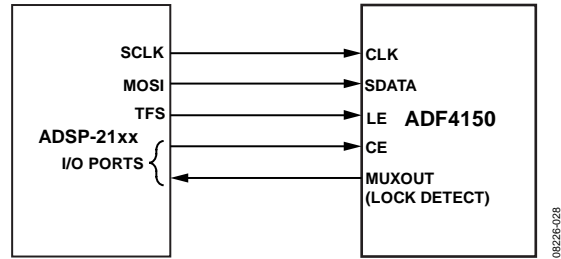 SCLK
MOSI
TFS
ADSP-21xx
I/O PORTS
CLK
SDATA
LE
ADF4150
CE
MUXOUT
(LOCK DETECT)
08226-028